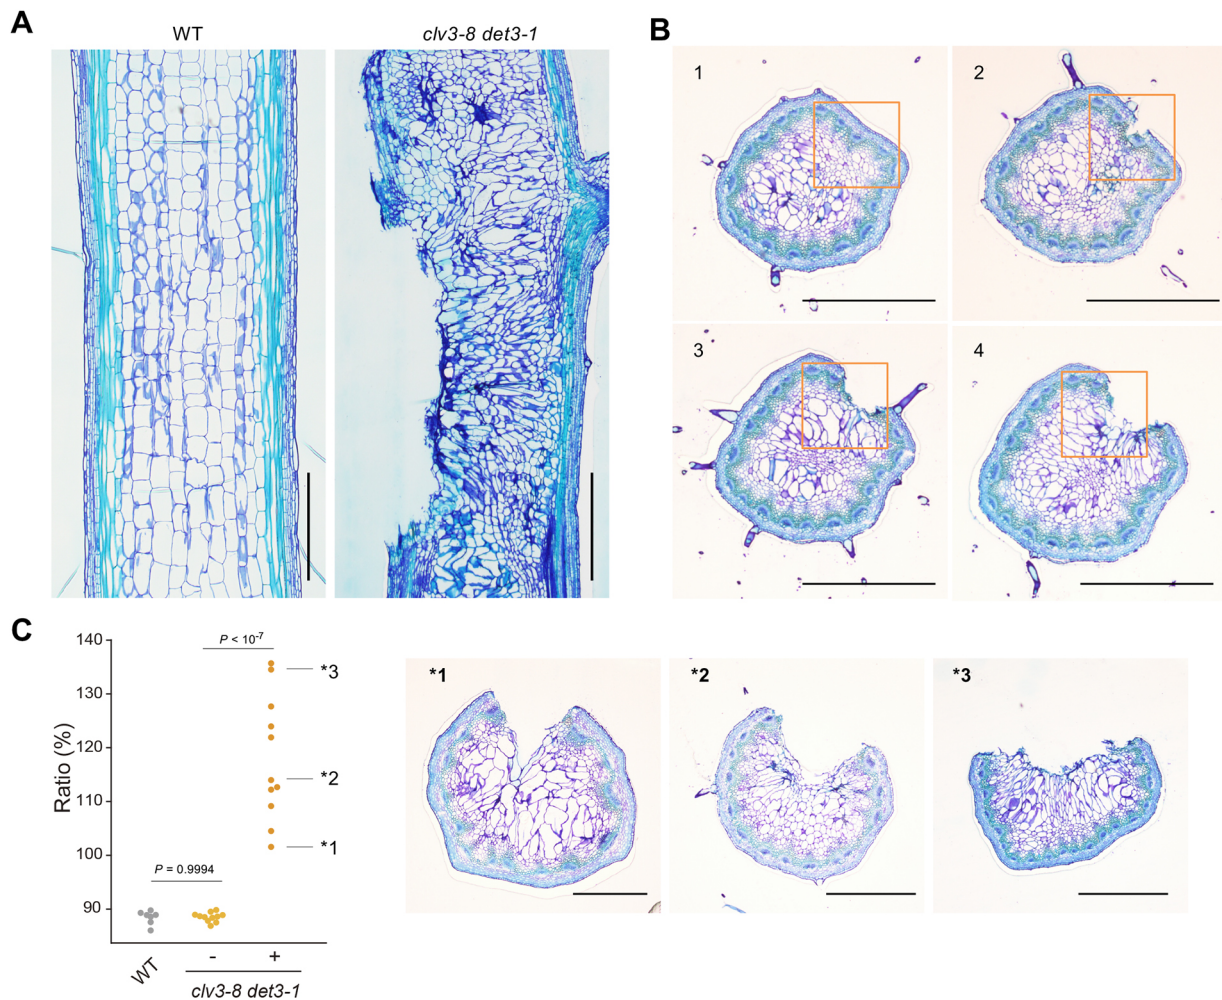 A
WT
clv3-8 det3-1
B
1
2
3
4
C
140
130
120
110
100
90
Ratio (%)
P < 10-7
P = 0.9994
*3
*2
*1
WT
-
+
clv3-8 det3-1
*1
*2
*3